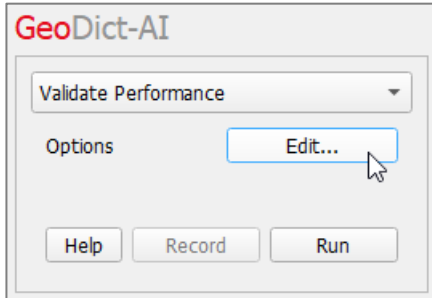 GeoDict-AI
Validate Performance
Options Edit...
Help Record Run